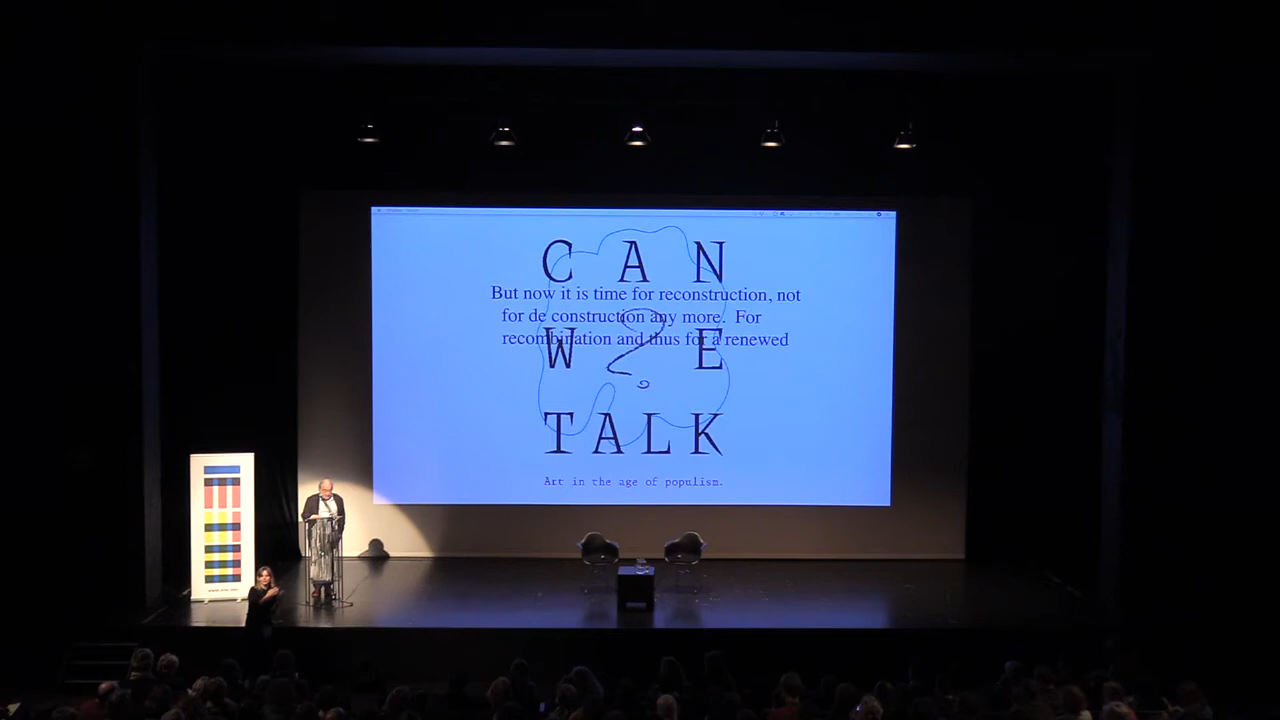 CAN
But now it is time for reconstruction, not
for de construction any more. For
recombination and thus for a renewed
WE
TALK
Art in the age of populism.